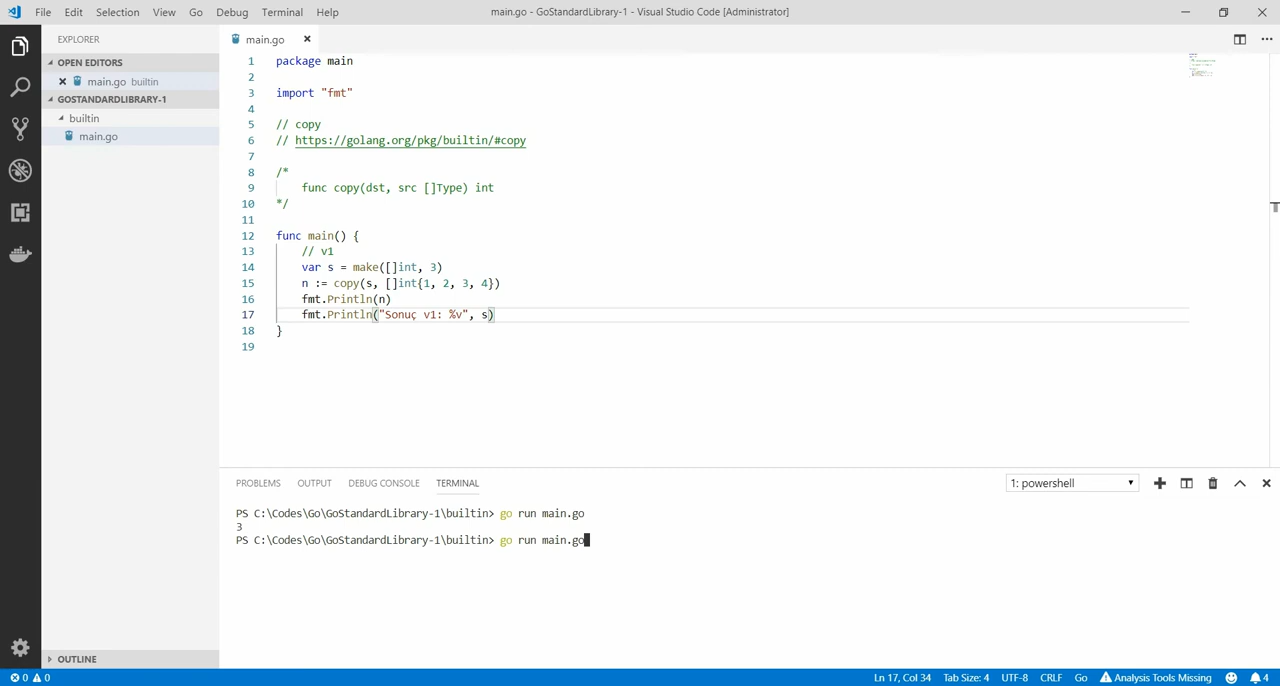 File Edit Selection View Go Debug Terminal Help
main.go - GoStandardLibrary-1 - Visual Studio Code [Administrator]
EXPLORER
OPEN EDITORS
main.go builtin
GOSTANDARDLIBRARY-1
builtin
main.go
OUTLINE
main.go
1 package main
2
3 import "fmt"
4
5 // copy
6 // https://golang.org/pkg/builtin/#copy
7
8 /*
9 func copy(dst, src []Type) int
10 */
11
12 func main() {
13 // v1
14 var s = make([]int, 3)
15 n := copy(s, []int{1, 2, 3, 4})
16 fmt.Println(n)
17 fmt.Println("Sonuç v1: %v", s)
18 }
19
PROBLEMS OUTPUT DEBUG CONSOLE TERMINAL
1: powershell
PS C:\Codes\Go\GoStandardLibrary-1\builtin> go run main.go
3
PS C:\Codes\Go\GoStandardLibrary-1\builtin> go run main.go
0 0
Ln 17, Col 34 Tab Size: 4 UTF-8 CRLF Go Analysis Tools Missing 4